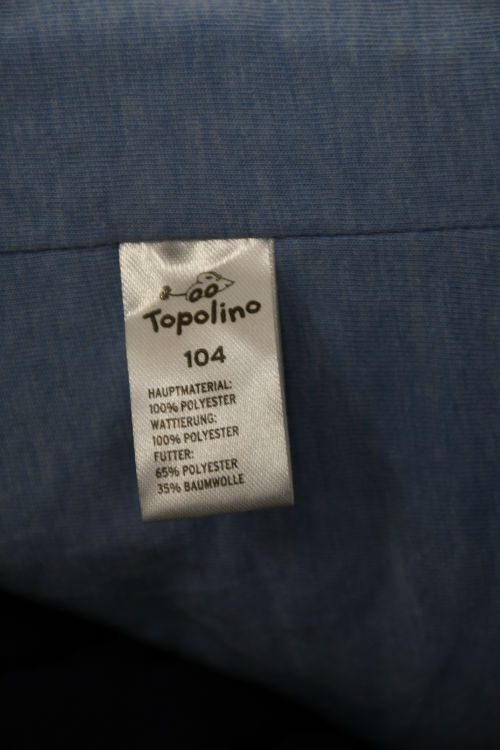 Topolino
104
HAUPTMATERIAL:
100% POLYESTER
WATTIERUNG:
100% POLYESTER
FUTTER:
65% POLYESTER
35% BAUMWOLLE